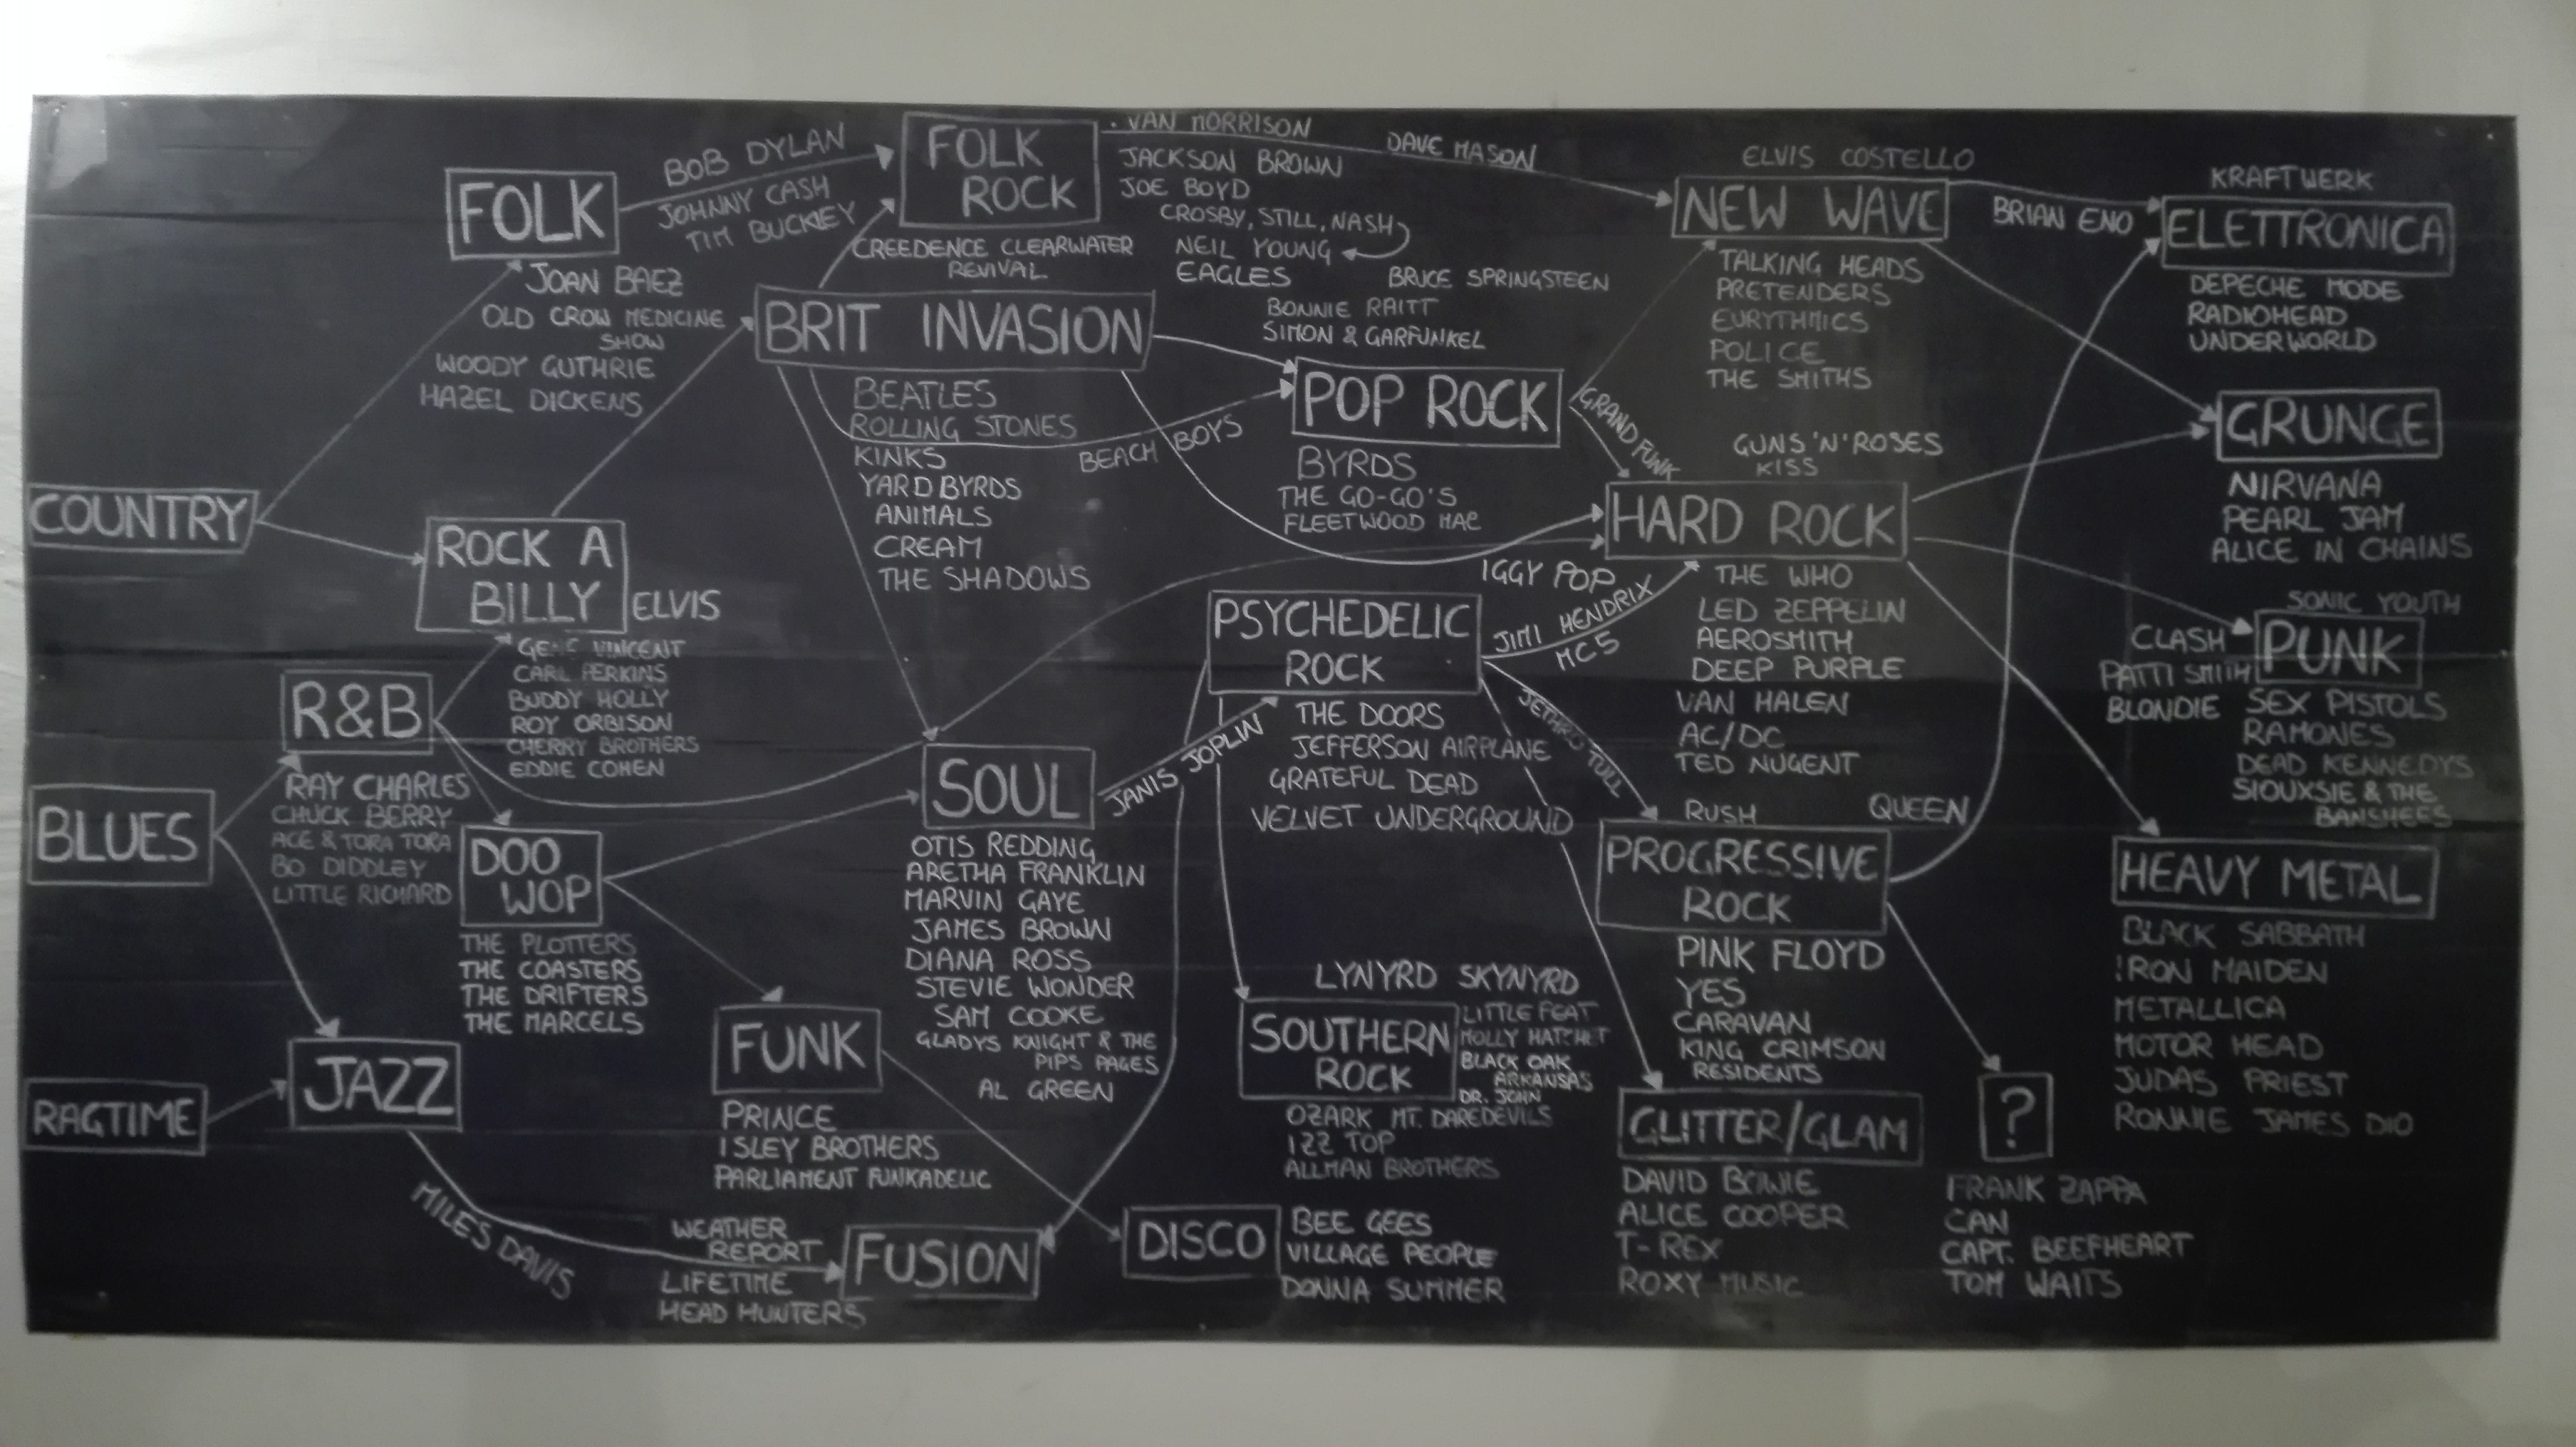 COUNTRY
BLUES
RAGTIME
FOLK
JOAN BAEZ
OLD CROW MEDICINE
SHOW
WOODY GUTHRIE
HAZEL DICKENS
BOB DYLAN
JOHNNY CASH
TIM BUCKLEY
ROCK A
BILLY
ELVIS
GENE VINCENT
CARL PERKINS
BUDDY HOLLY
ROY ORBISON
CHERRY BROTHERS
EDDIE COHEN
R&B
RAY CHARLES
CHUCK BERRY
ACE & TORA TORA
BO DIDDLEY
LITTLE RICHARD
DOO
WOP
THE PLOTTERS
THE COASTERS
THE DRIFTERS
THE MARCELS
JAZZ
MILES DAVIS
FOLK
ROCK
CREEDENCE CLEARWATER
REVIVAL
VAN MORRISON
JACKSON BROWN
JOE BOYD
CROSBY, STILL, NASH
NEIL YOUNG
EAGLES
DAVE MASON
BRUCE SPRINGSTEEN
BONNIE RAITT
SIMON & GARFUNKEL
BRIT INVASION
BEATLES
ROLLING STONES
KINKS
YARDBYRDS
ANIMALS
CREAM
THE SHADOWS
BEACH BOYS
POP ROCK
BYRDS
THE GO-GO'S
FLEETWOOD MAC
GRAND FUNK
SOUL
OTIS REDDING
ARETHA FRANKLIN
MARVIN GAYE
JAMES BROWN
DIANA ROSS
STEVIE WONDER
SAM COOKE
GLADYS KNIGHT & THE
PIPS PAGES
AL GREEN
JANIS JOPLIN
FUNK
PRINCE
ISLEY BROTHERS
PARLIAMENT FUNKADELIC
WEATHER
REPORT
LIFETIME
HEAD HUNTERS
FUSION
DISCO
BEE GEES
VILLAGE PEOPLE
DONNA SUMMER
PSYCHEDELIC
ROCK
THE DOORS
JEFFERSON AIRPLANE
GRATEFUL DEAD
VELVET UNDERGROUND
IGGY POP
JIMI HENDRIX
MC5
JETHRO TULL
LYNYRD SKYNYRD
SOUTHERN
ROCK
LITTLE FEAT
MOLLY HATCHET
BLACK OAK
ARKANSAS
DR. JOHN
OZARK MT. DAREDEVILS
IZZ TOP
ALLMAN BROTHERS
ELVIS COSTELLO
NEW WAVE
TALKING HEADS
PRETENDERS
EURYTHMICS
POLICE
THE SMITHS
BRIAN ENO
GUNS 'N' ROSES
KISS
HARD ROCK
THE WHO
LED ZEPPELIN
AEROSMITH
DEEP PURPLE
VAN HALEN
AC/DC
TED NUGENT
RUSH
QUEEN
PROGRESSIVE
ROCK
PINK FLOYD
YES
CARAVAN
KING CRIMSON
RESIDENTS
GLITTER/GLAM
DAVID BOWIE
ALICE COOPER
T-REX
ROXY MUSIC
?
FRANK ZAPPA
CAN
CAPT. BEEFHEART
TOM WAITS
KRAFTWERK
ELETTRONICA
DEPECHE MODE
RADIOHEAD
UNDERWORLD
GRUNGE
NIRVANA
PEARL JAM
ALICE IN CHAINS
SONIC YOUTH
CLASH
PATTI SMITH
BLONDIE
PUNK
SEX PISTOLS
RAMONES
DEAD KENNEDYS
SIOUXSIE & THE
BANSHEES
HEAVY METAL
BLACK SABBATH
IRON MAIDEN
METALLICA
MOTOR HEAD
JUDAS PRIEST
RONNIE JAMES DIO